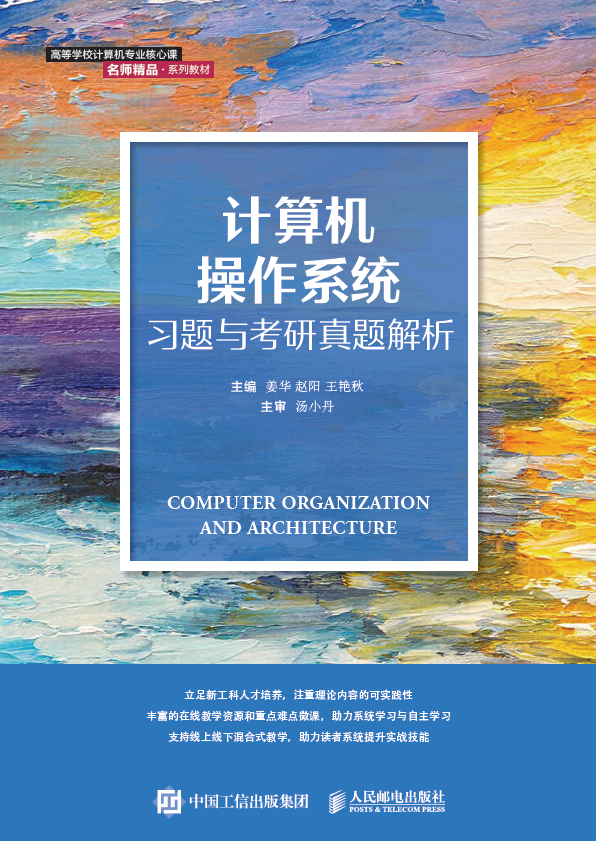 高等学校计算机专业核心课
名师精品·系列教材
计算机
操作系统
习题与考研真题解析
主编 姜华 赵阳 王艳秋
主审 汤小丹
COMPUTER ORGANIZATION
AND ARCHITECTURE
立足新工科人才培养，注重理论内容的可实践性
丰富的在线教学资源和重点难点微课，助力系统学习与自主学习
支持线上线下混合式教学，助力读者系统提升实战技能
中国工信出版集团
人民邮电出版社
POSTS & TELECOM PRESS